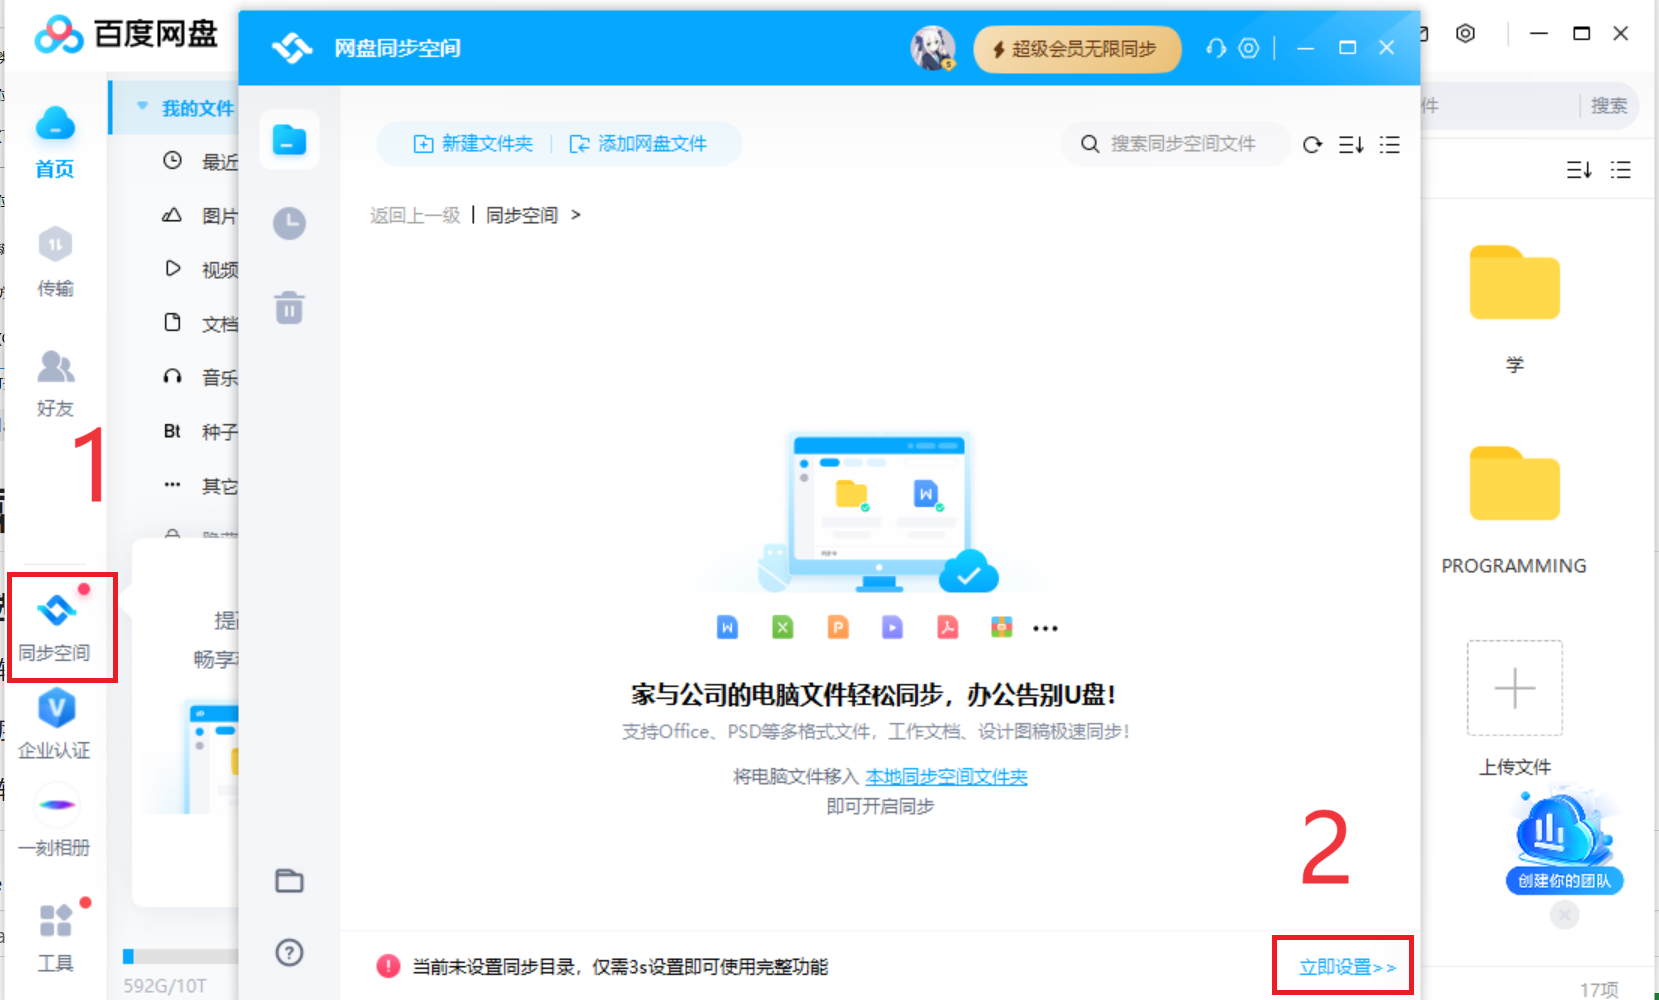 百度网盘
网盘同步空间
超级会员无限同步
件
搜索
首页
传输
好友
1
同步空间
企业认证
一刻相册
工具
我的文件
最近
图片
视频
文档
音乐
Bt 种子
其它
畅享
592G/10T
新建文件夹
添加网盘文件
搜索同步空间文件
返回上一级 | 同步空间 >
家与公司的电脑文件轻松同步，办公告别U盘！
支持Office、PSD等多格式文件，工作文档、设计图稿极速同步！
将电脑文件移入 本地同步空间文件夹
即可开启同步
2
当前未设置同步目录，仅需3s设置即可使用完整功能
立即设置>>
学
PROGRAMMING
上传文件
创建你的团队
17项